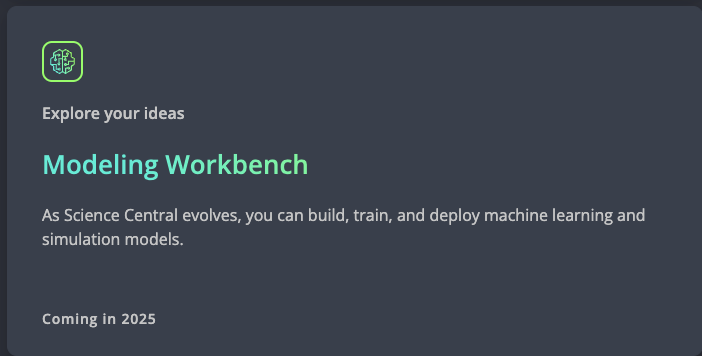 Explore your ideas
Modeling Workbench
As Science Central evolves, you can build, train, and deploy machine learning and
simulation models.
Coming in 2025